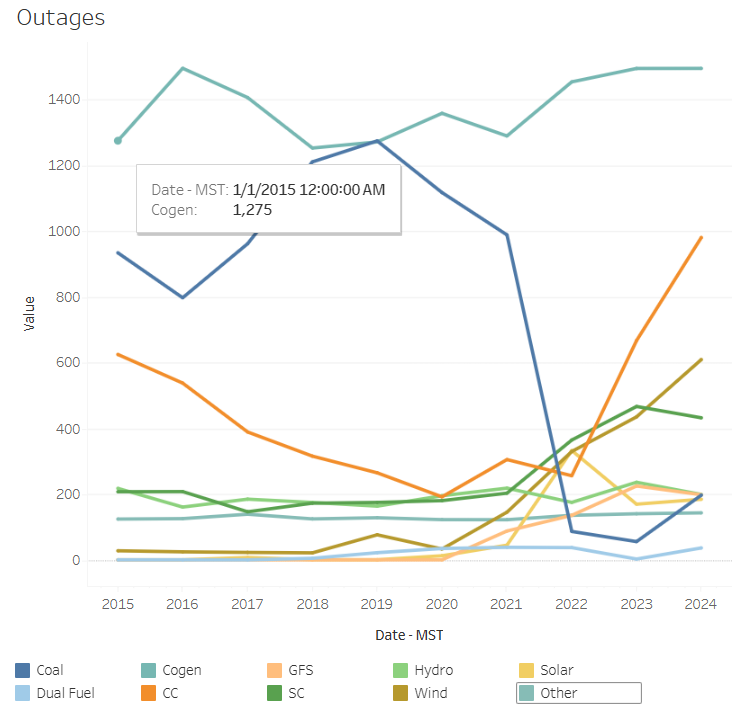 Outages
1400
1200
Date - MST: 1/1/2015 12:00:00 AM
Cogen: 1,275
1000
Value
800
600
400
200
0
2015 2016 2017 2018 2019 2020 2021 2022 2023 2024
Date - MST
Coal Cogen GFS Hydro Solar
Dual Fuel CC SC Wind Other